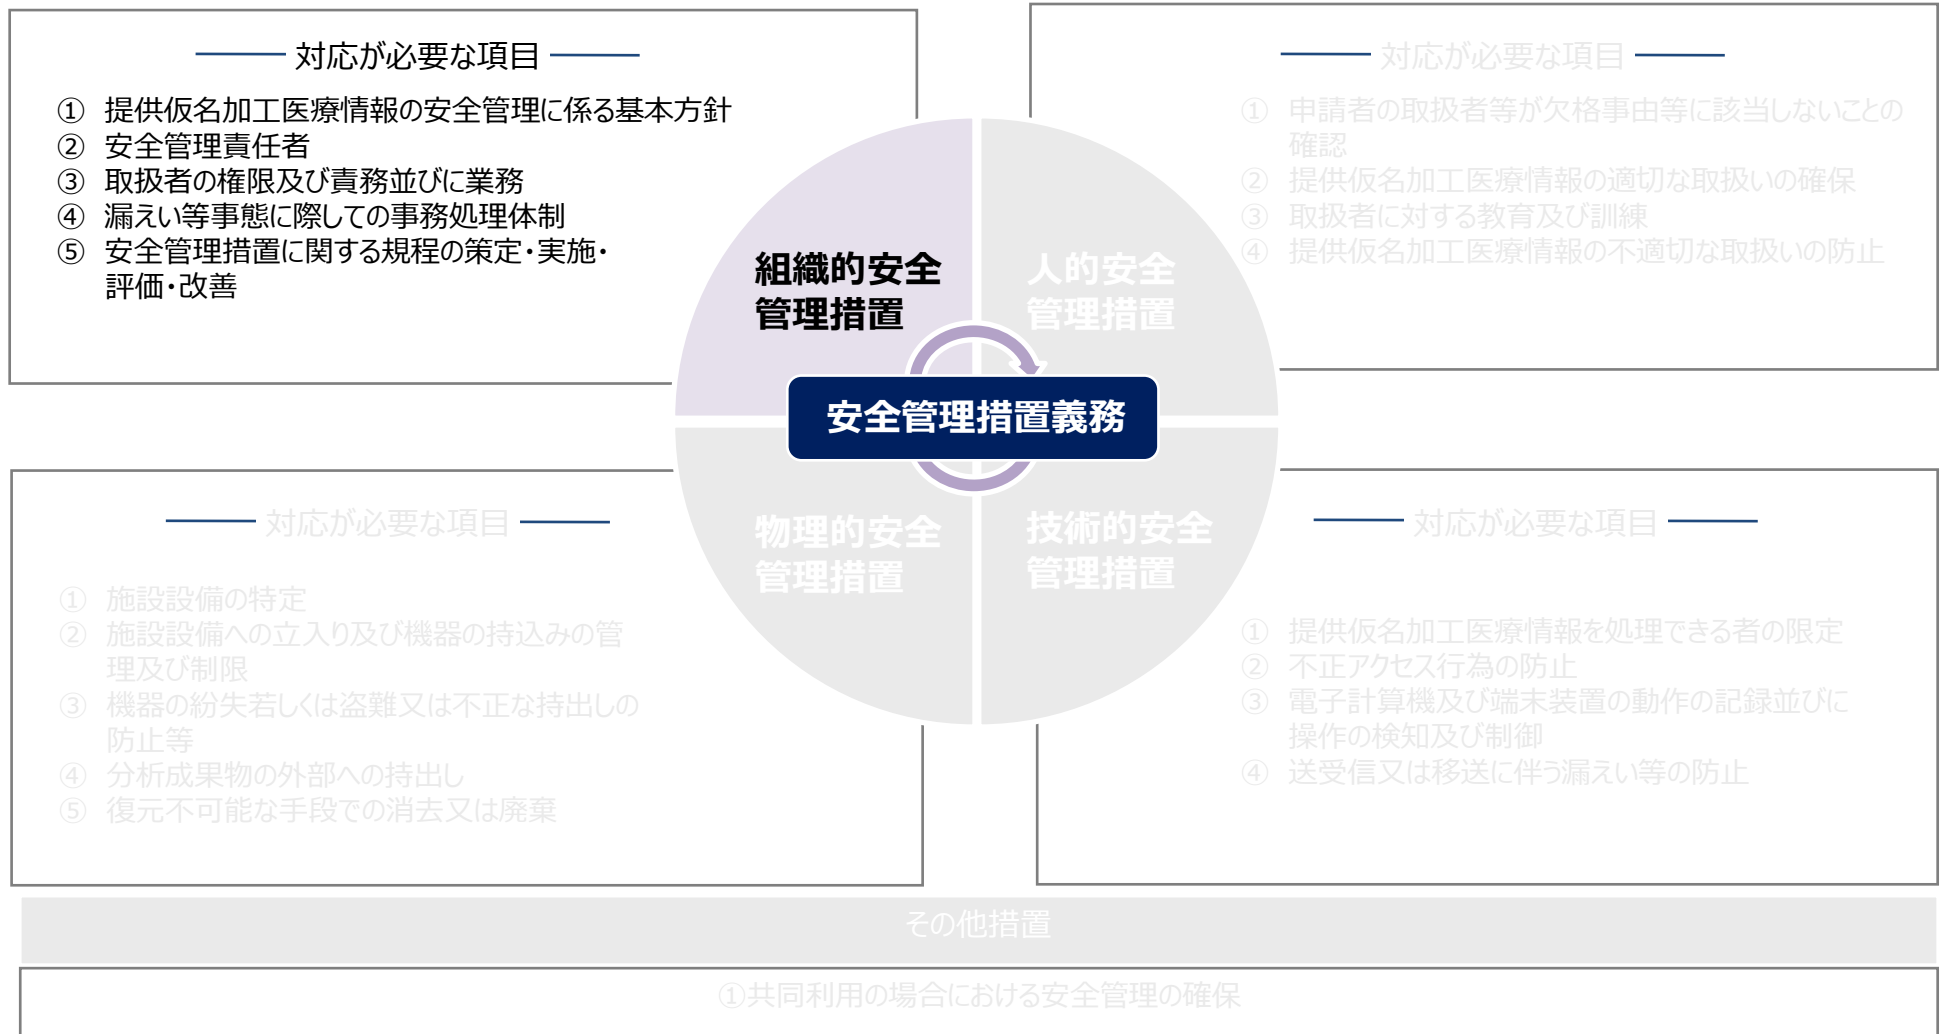 対応が必要な項目
① 提供仮名加工医療情報の安全管理に係る基本方針
② 安全管理責任者
③ 取扱者の権限及び責務並びに業務
④ 漏えい等事態に際しての事務処理体制
⑤ 安全管理措置に関する規程の策定・実施・
評価・改善
対応が必要な項目
① 申請者の取扱者等が欠格事由等に該当しないことの
確認
② 提供仮名加工医療情報の適切な取扱いの確保
③ 取扱者に対する教育及び訓練
④ 提供仮名加工医療情報の不適切な取扱いの防止
組織的安全
管理措置
人的安全
管理措置
安全管理措置義務
物理的安全
管理措置
技術的安全
管理措置
対応が必要な項目
① 施設設備の特定
② 施設設備への立入り及び機器の持込みの管
理及び制限
③ 機器の紛失若しくは盗難又は不正な持出しの
防止等
④ 分析成果物の外部への持出し
⑤ 復元不可能な手段での消去又は廃棄
対応が必要な項目
① 提供仮名加工医療情報を処理できる者の限定
② 不正アクセス行為の防止
③ 電子計算機及び端末装置の動作の記録並びに
操作の検知及び制御
④ 送受信又は移送に伴う漏えい等の防止
その他措置
①共同利用の場合における安全管理の確保